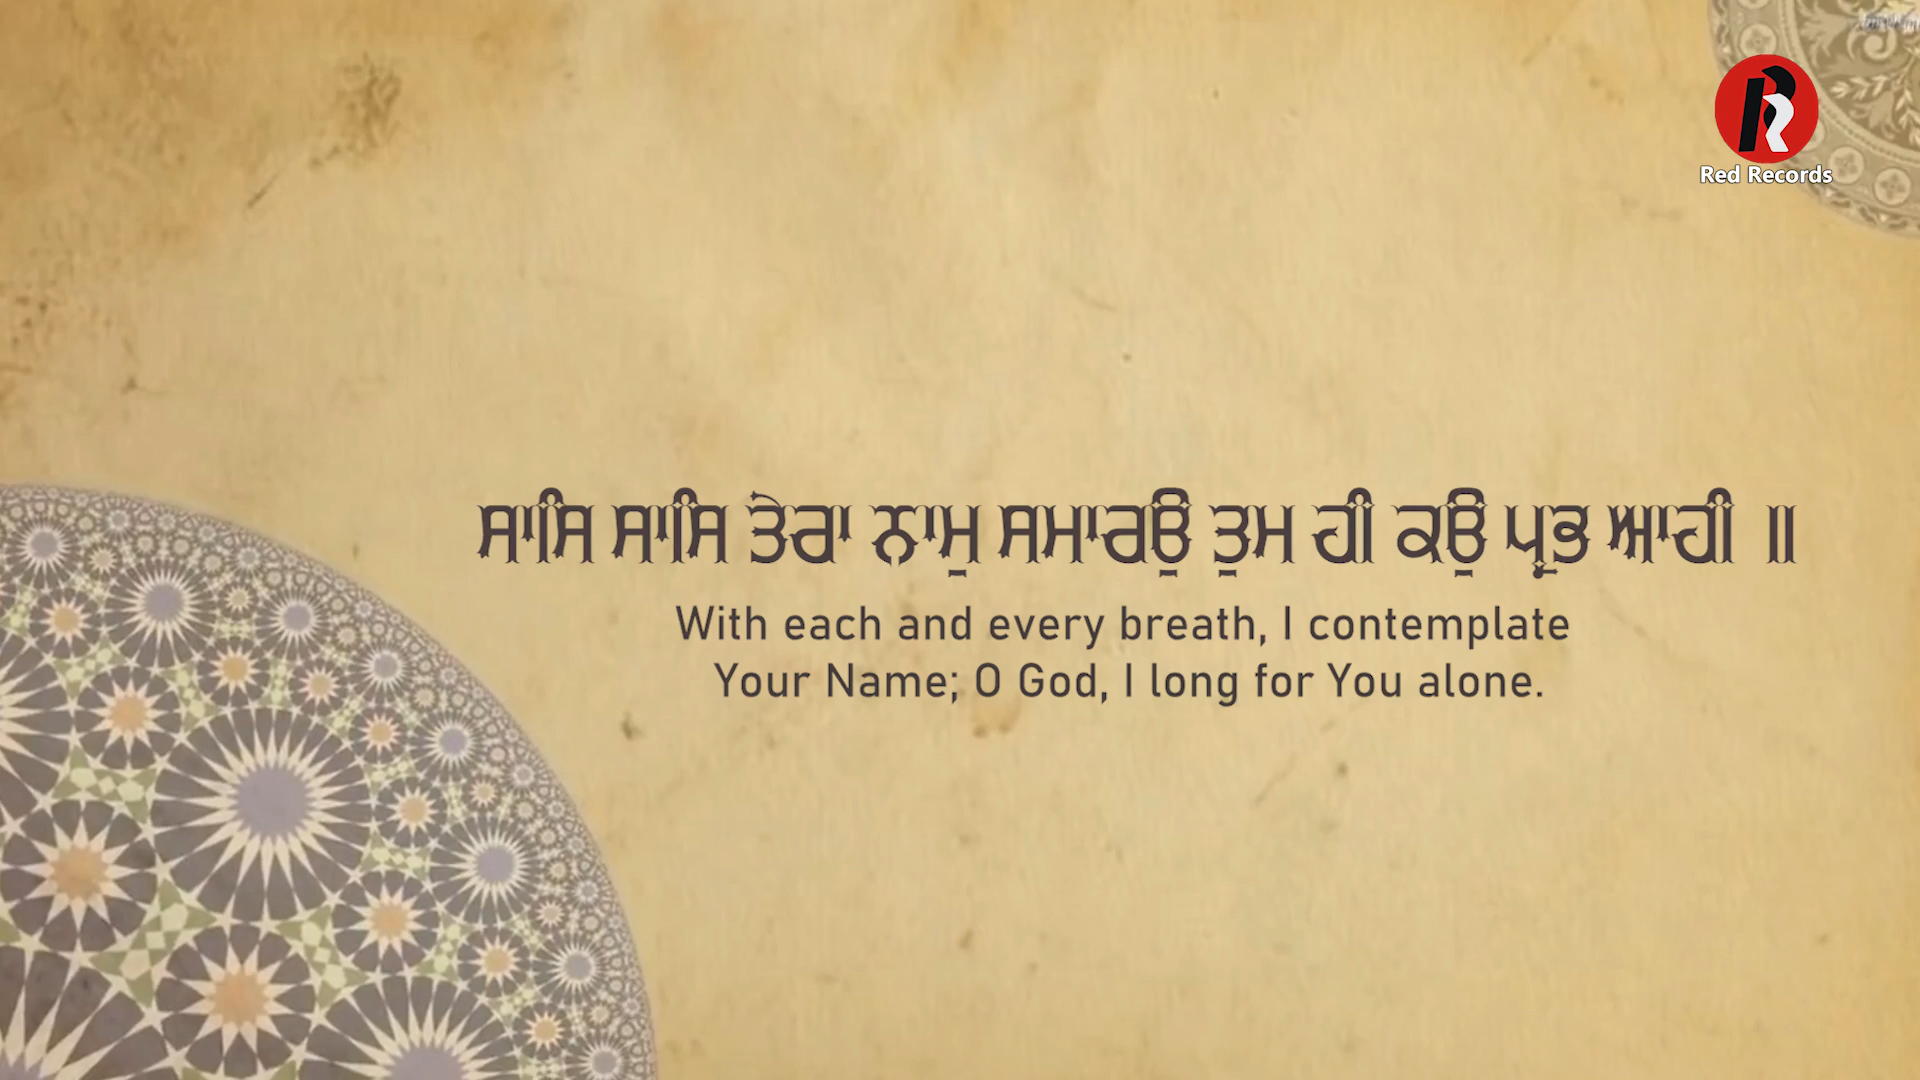 Red Records
ਸਾਸਿ ਸਾਸਿ ਤੇਰਾ ਨਾਮੁ ਸਮਾਰਉ ਤੁਮ ਹੀ ਕਉ ਪ੍ਰਭ ਆਹੀ ॥
With each and every breath, I contemplate
Your Name; O God, I long for You alone.